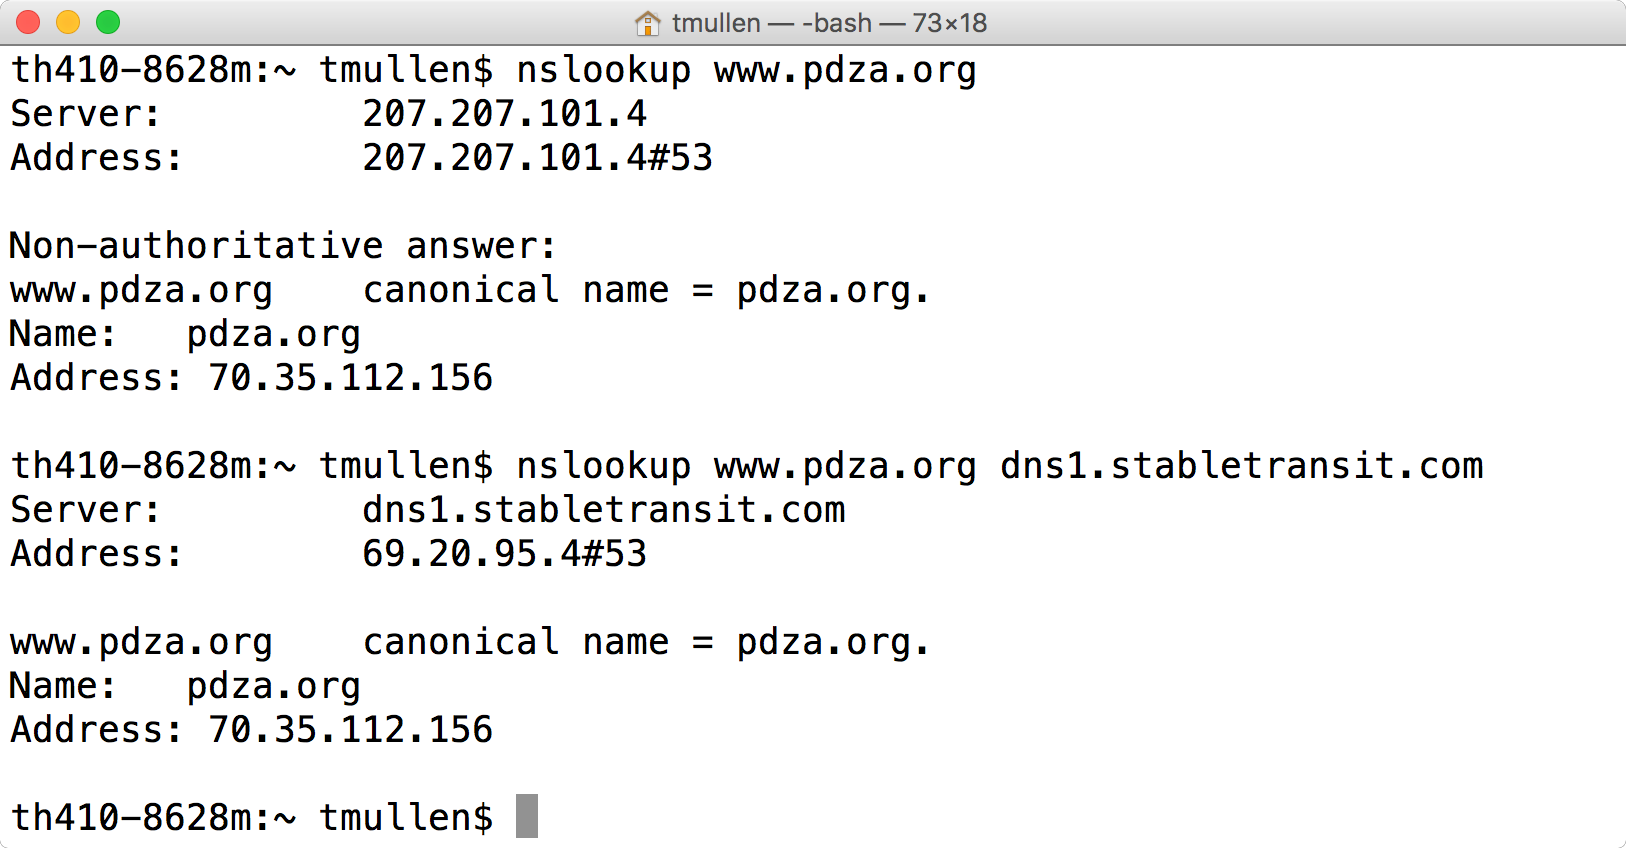 tmullen — -bash — 73×18
th410-8628m:~ tmullen$ nslookup www.pdza.org
Server:         207.207.101.4
Address:        207.207.101.4#53

Non-authoritative answer:
www.pdza.org    canonical name = pdza.org.
Name:   pdza.org
Address: 70.35.112.156

th410-8628m:~ tmullen$ nslookup www.pdza.org dns1.stabletransit.com
Server:         dns1.stabletransit.com
Address:        69.20.95.4#53

www.pdza.org    canonical name = pdza.org.
Name:   pdza.org
Address: 70.35.112.156

th410-8628m:~ tmullen$